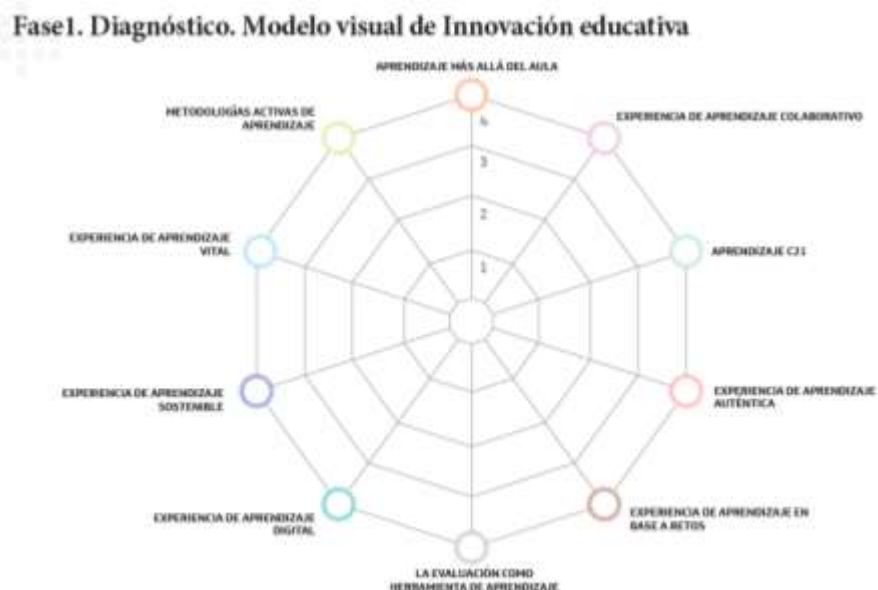 Fase1. Diagnóstico. Modelo visual de Innovación educativa
APRENDIZAJE MÁS ALLÁ DEL AULA
METODOLOGÍAS ACTIVAS DE
APRENDIZAJE
EXPERIENCIA DE APRENDIZAJE COLABORATIVO
4
3
2
1
EXPERIENCIA DE APRENDIZAJE
VITAL
APRENDIZAJE C21
EXPERIENCIA DE APRENDIZAJE
SOSTENIBLE
EXPERIENCIA DE APRENDIZAJE
AUTÉNTICA
EXPERIENCIA DE APRENDIZAJE
DIGITAL
EXPERIENCIA DE APRENDIZAJE EN
BASE A RETOS
LA EVALUACIÓN COMO
HERRAMIENTA DE APRENDIZAJE